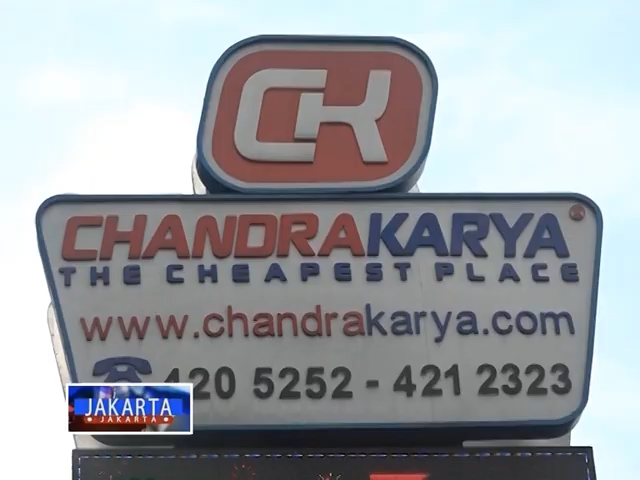 CK
CHANDRAKARYA
THE CHEAPEST PLACE
www.chandrakarya.com
420 5252 - 421 2323
JAKARTA
JAKARTA